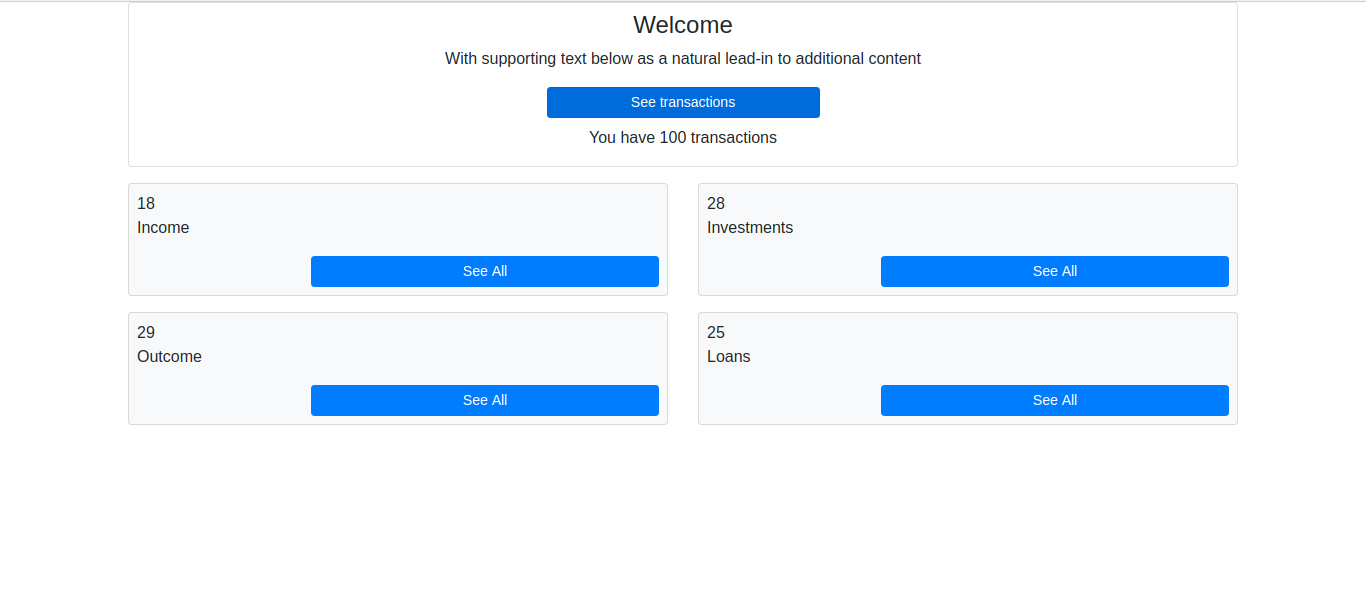 Welcome
With supporting text below as a natural lead-in to additional content
See transactions
You have 100 transactions
18
Income
See All
28
Investments
See All
29
Outcome
See All
25
Loans
See All